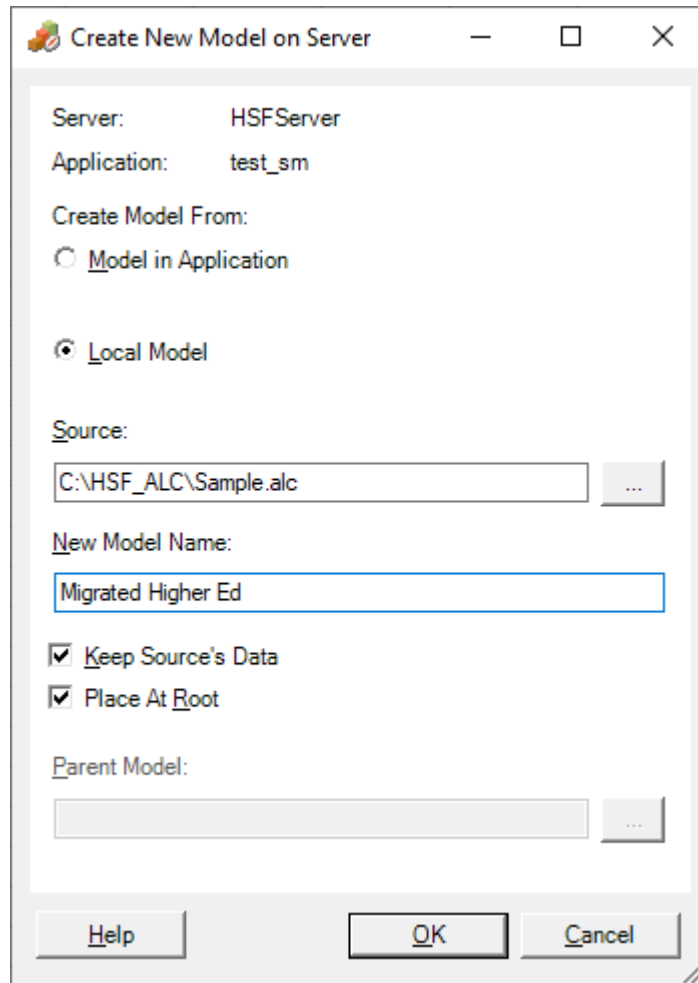 Create New Model on Server
Server: HSFServer
Application: test_sm
Create Model From:
Model in Application
Local Model
Source:
C:\HSF_ALC\Sample.alc ...
New Model Name:
Migrated Higher Ed
Keep Source's Data
Place At Root
Parent Model:
...
Help OK Cancel